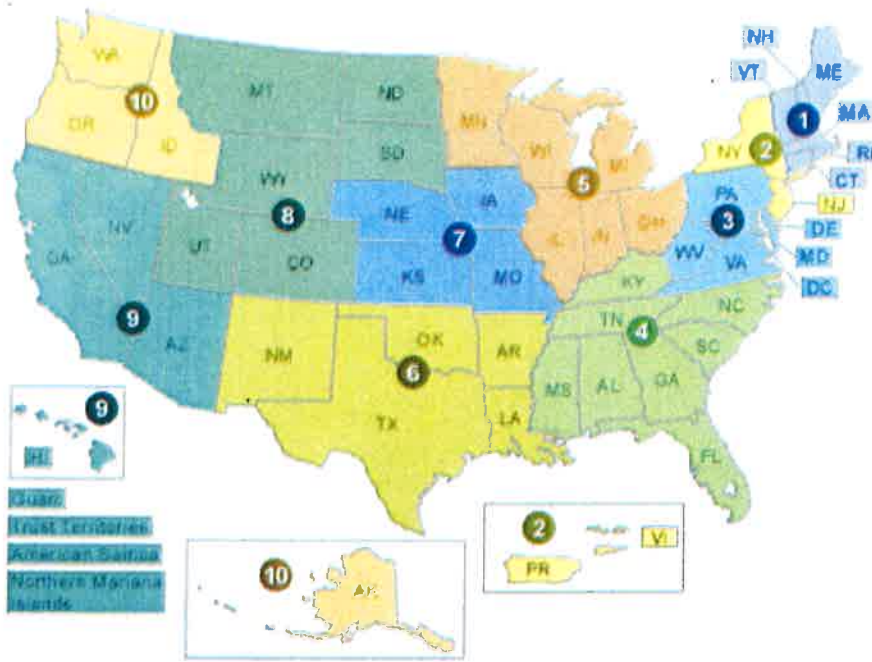 NH
WA
VT
ME
10
MT
ND
MN
1
MA
OR
ID
WI
MI
NY
2
RI
SD
CT
WY
5
PA
NJ
NV
8
NE
IA
3
DE
CA
UT
CO
7
IL
IN
OH
WV
VA
MD
KS
MO
DC
KY
9
AZ
NM
OK
AR
TN
4
NC
SC
6
MS
AL
GA
TX
LA
9
HI
FL
Guam
Trust Territories
American Samoa
Northern Mariana
Islands
2
VI
PR
10
AK
4